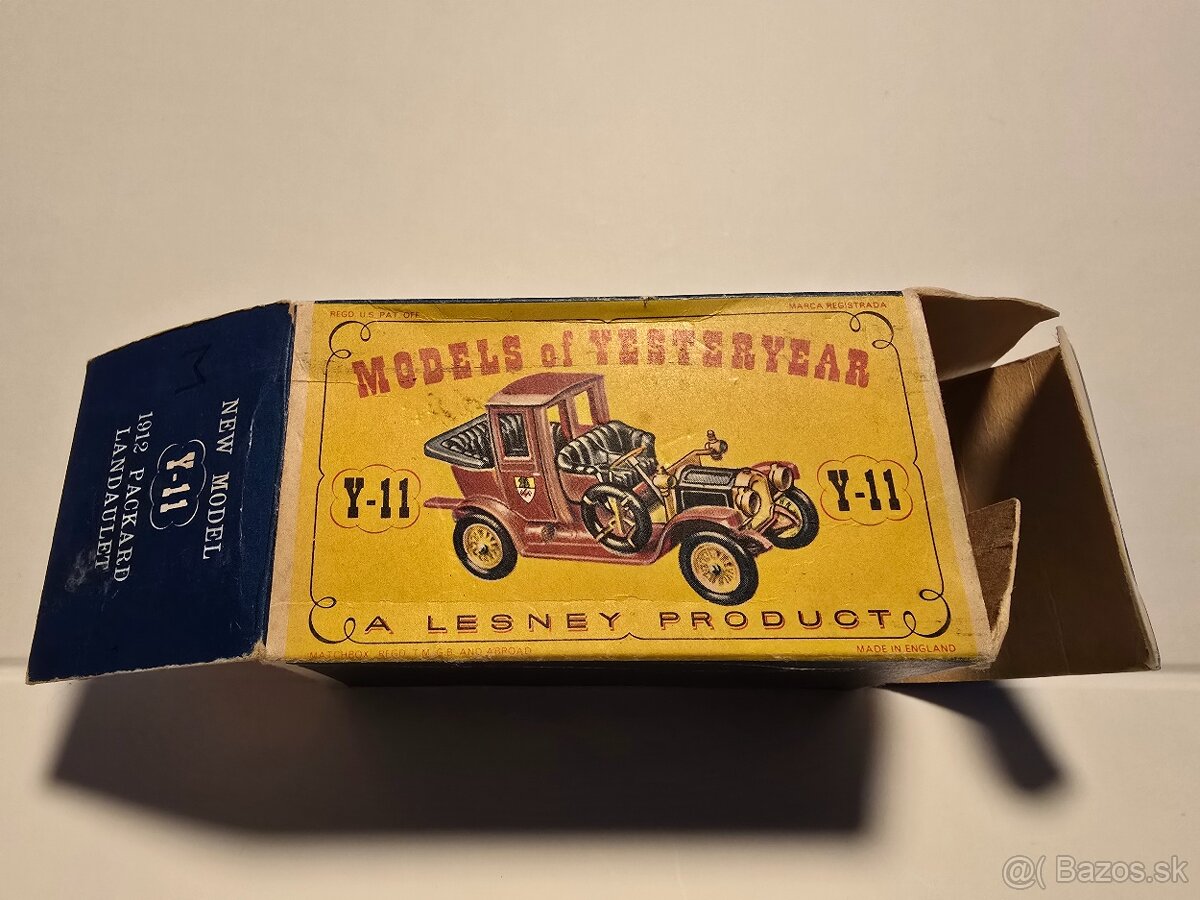 M
NEW MODEL
Y-11
1912 PACKARD
LANDAULET
REGD. U.S. PAT. OFF.
MARCA REGISTRADA
MODELS of YESTERYEAR
Y-11
Y-11
A LESNEY PRODUCT
MATCHBOX REGD. T.M. G.B. AND ABROAD
MADE IN ENGLAND
@( Bazos.sk